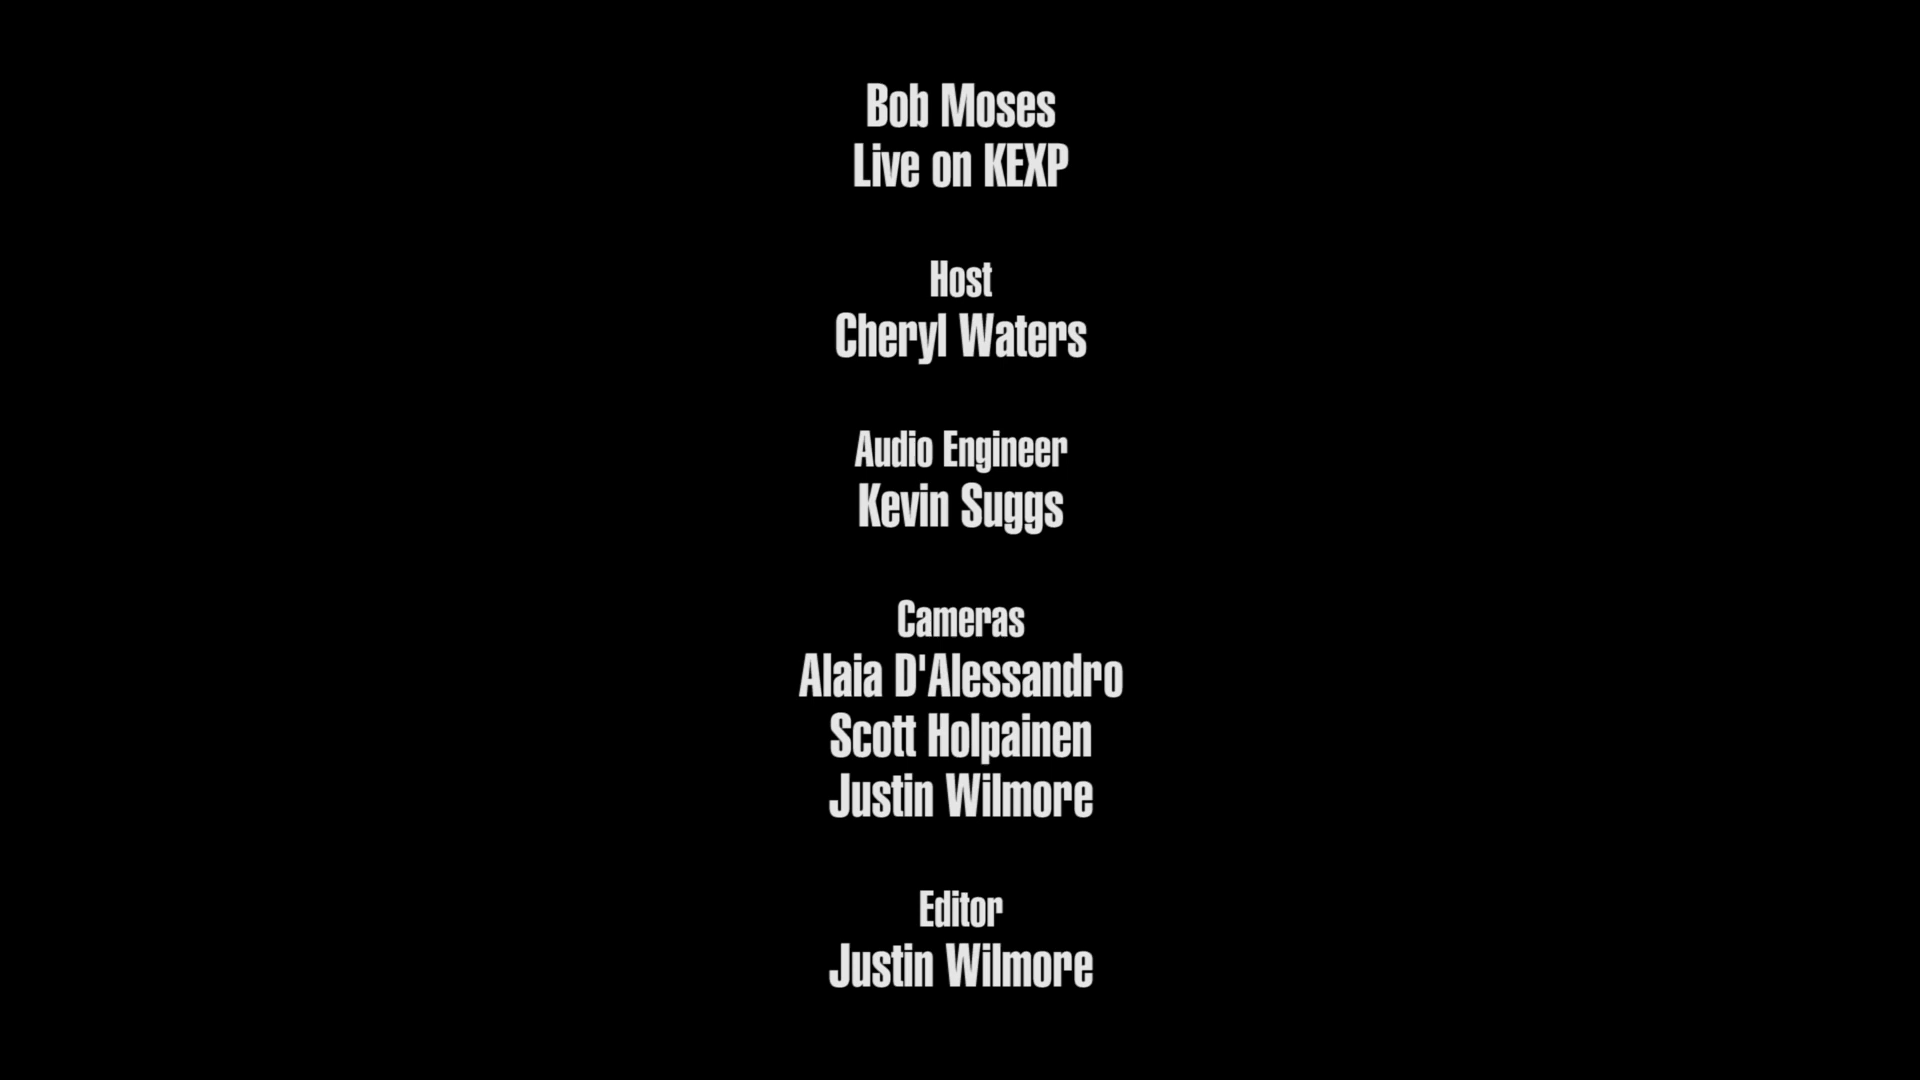 Bob Moses
Live on KEXP
Host
Cheryl Waters
Audio Engineer
Kevin Suggs
Cameras
Alaia D'Alessandro
Scott Holpainen
Justin Wilmore
Editor
Justin Wilmore